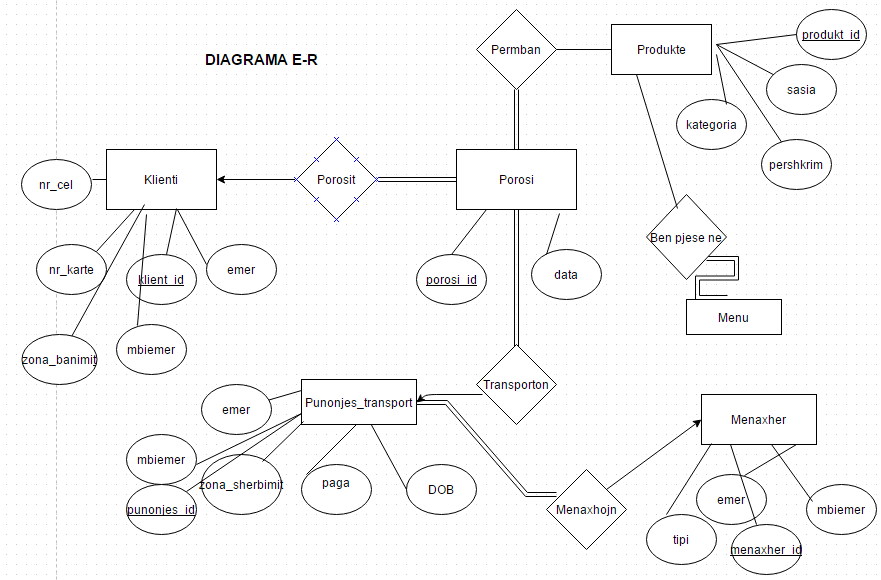 DIAGRAMA E-R
Permban
Produkte
produkt_id
sasia
kategoria
pershkrim
Klienti
nr_cel
Porosit
Porosi
nr_karte
klient_id
emer
zona_banimit
mbiemer
porosi_id
data
Ben pjese ne
Menu
Transporton
Punonjes_transport
emer
mbiemer
punonjes_id
zona_sherbimit
paga
DOB
Menaxhojn
Menaxher
tipi
emer
menaxher_id
mbiemer